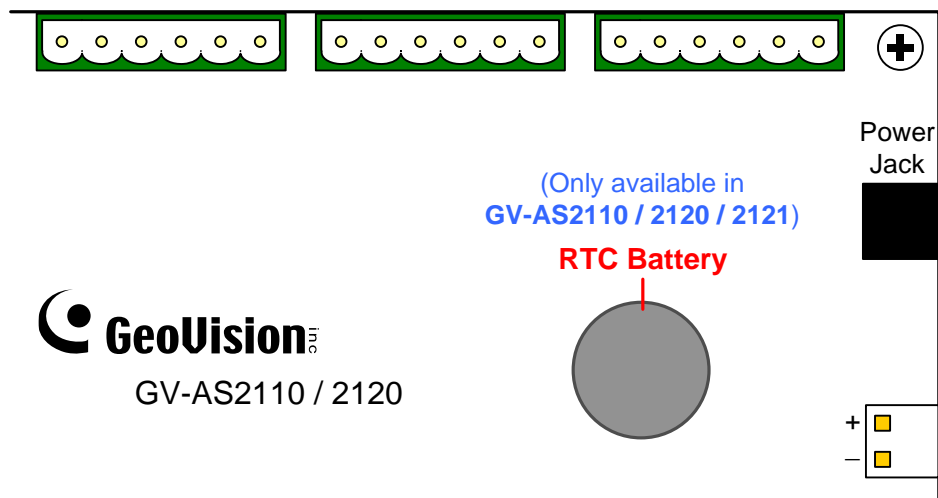 Power
Jack
(Only available in
GV-AS2110 / 2120 / 2121)
RTC Battery
GeoVision inc
GV-AS2110 / 2120
+
–